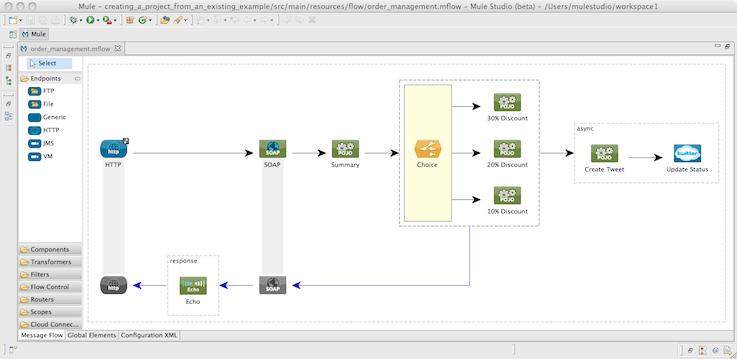 Mule - creating_a_project_from_an_existing_example/src/main/resources/flow/order_management.mflow - Mule Studio (beta) - /Users/mulestudio/workspace1
Mule
order_management.mflow
Select
Endpoints
FTP
File
Generic
HTTP
JMS
VM
Components
Transformers
Filters
Flow Control
Routers
Scopes
Cloud Connec...
http
HTTP
SOAP
SOAP
POJO
Summary
Choice
POJO
30% Discount
POJO
20% Discount
POJO
10% Discount
async
POJO
Create Tweet
twitter
Update Status
response
http
Echo
Echo
SOAP
Message Flow
Global Elements
Configuration XML